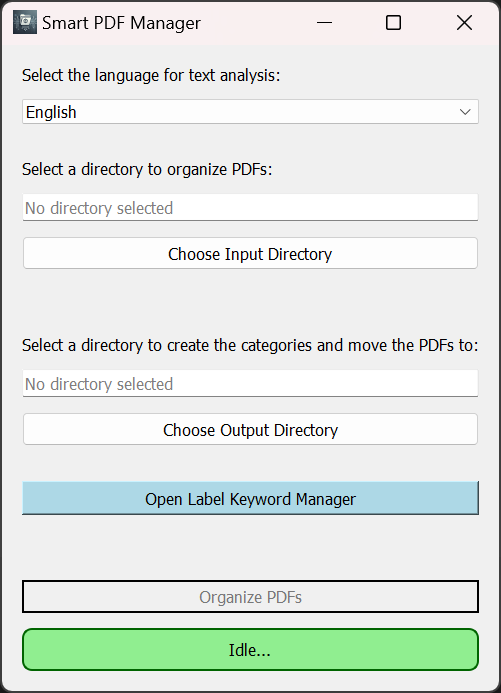 Smart PDF Manager
Select the language for text analysis:
English
Select a directory to organize PDFs:
No directory selected
Choose Input Directory
Select a directory to create the categories and move the PDFs to:
No directory selected
Choose Output Directory
Open Label Keyword Manager
Organize PDFs
Idle...